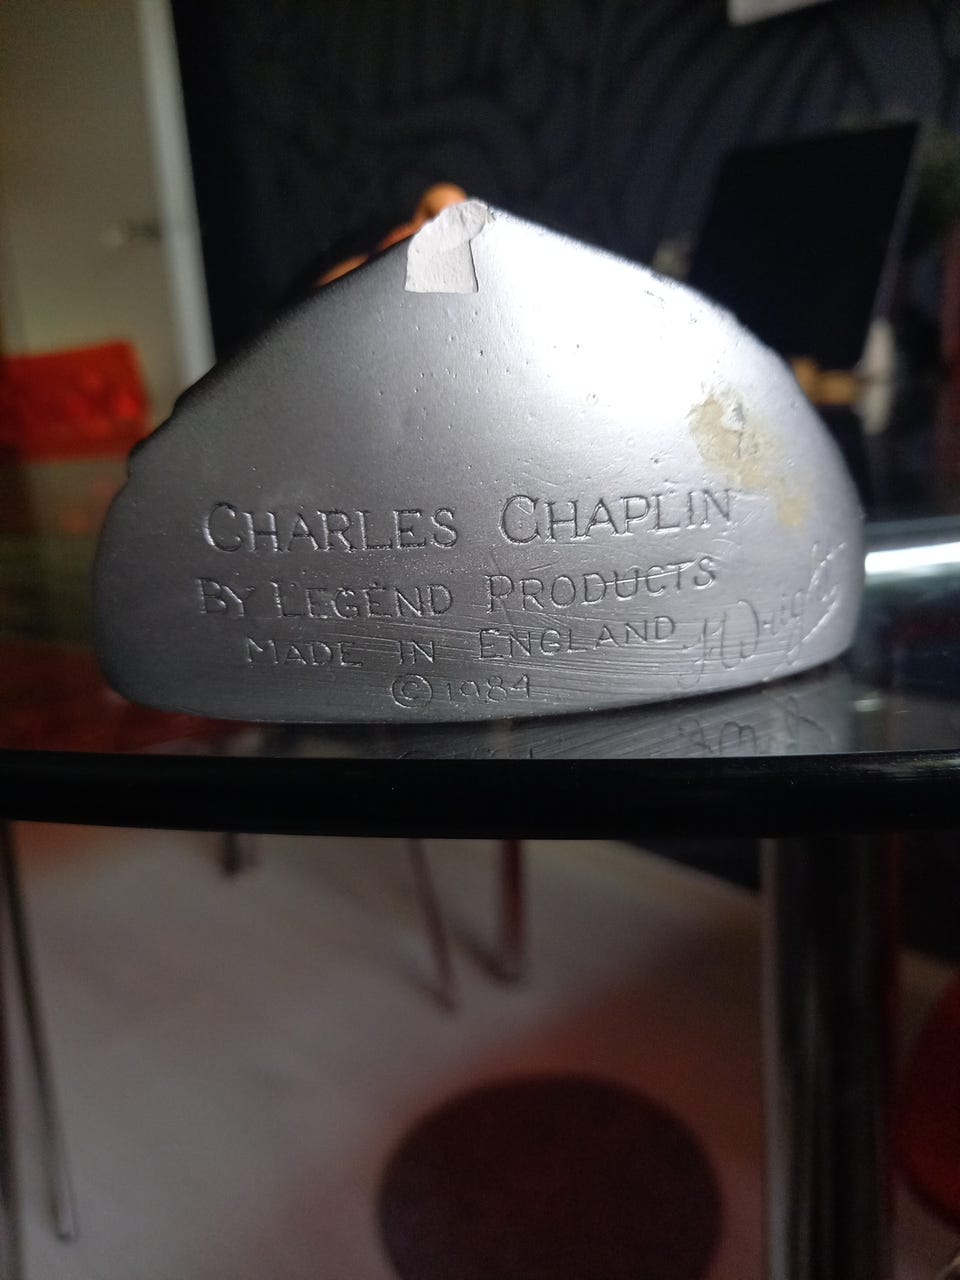 CHARLES CHAPLIN
BY LEGEND PRODUCTS
MADE IN ENGLAND
© 1984